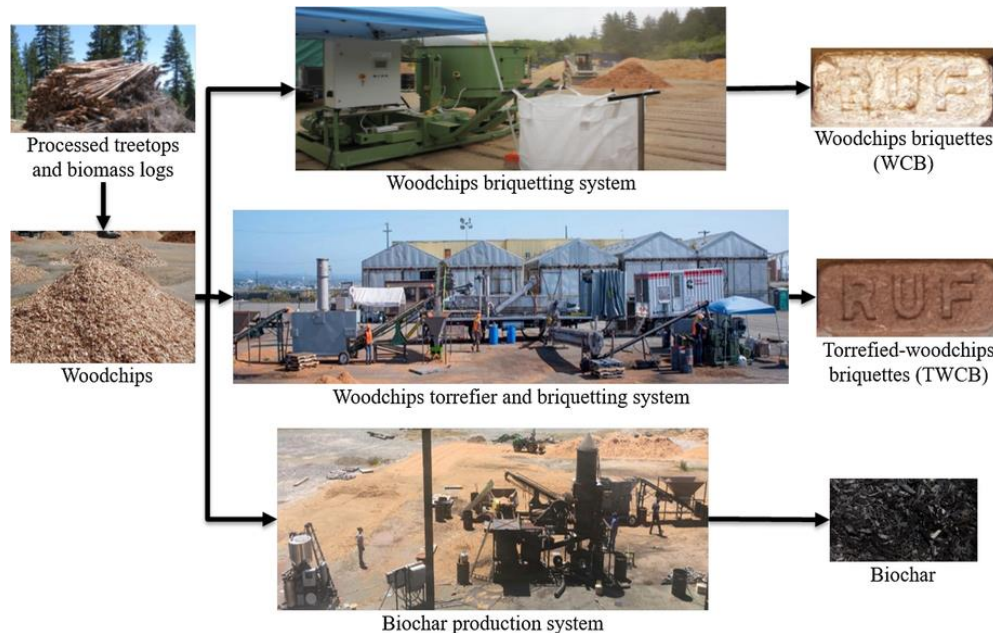 Processed treetops
and biomass logs
Woodchips
Woodchips briquetting system
Woodchips torrefier and briquetting system
Biochar production system
RUF
Woodchips briquettes
(WCB)
RUF
Torrefied-woodchips
briquettes (TWCB)
Biochar